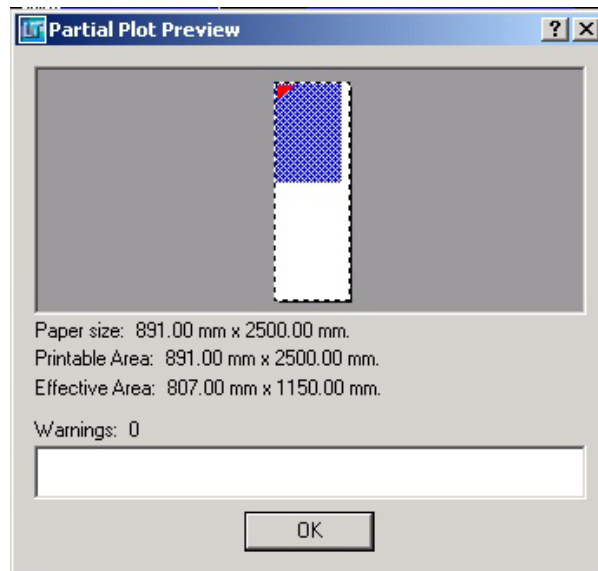 LT Partial Plot Preview
Paper size: 891.00 mm x 2500.00 mm.
Printable Area: 891.00 mm x 2500.00 mm.
Effective Area: 807.00 mm x 1150.00 mm.
Warnings: 0
OK